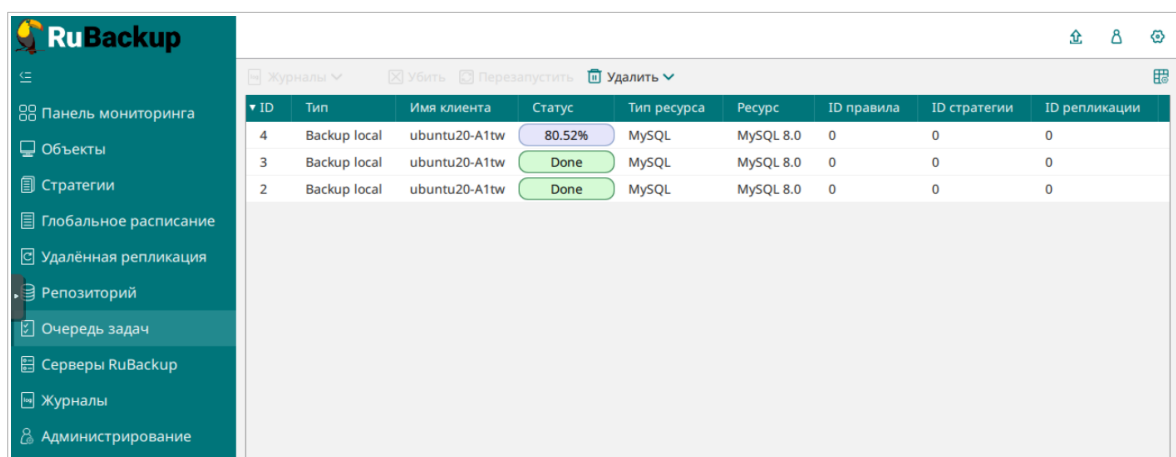 RuBackup
Журналы Убить Перезапустить Удалить
Панель мониторинга
Объекты
Стратегии
Глобальное расписание
Удалённая репликация
Репозиторий
Очередь задач
Серверы RuBackup
Журналы
Администрирование
ID Тип Имя клиента Статус Тип ресурса Ресурс ID правила ID стратегии ID репликации
4 Backup local ubuntu20-A1tw 80.52% MySQL MySQL 8.0 0 0 0
3 Backup local ubuntu20-A1tw Done MySQL MySQL 8.0 0 0 0
2 Backup local ubuntu20-A1tw Done MySQL MySQL 8.0 0 0 0